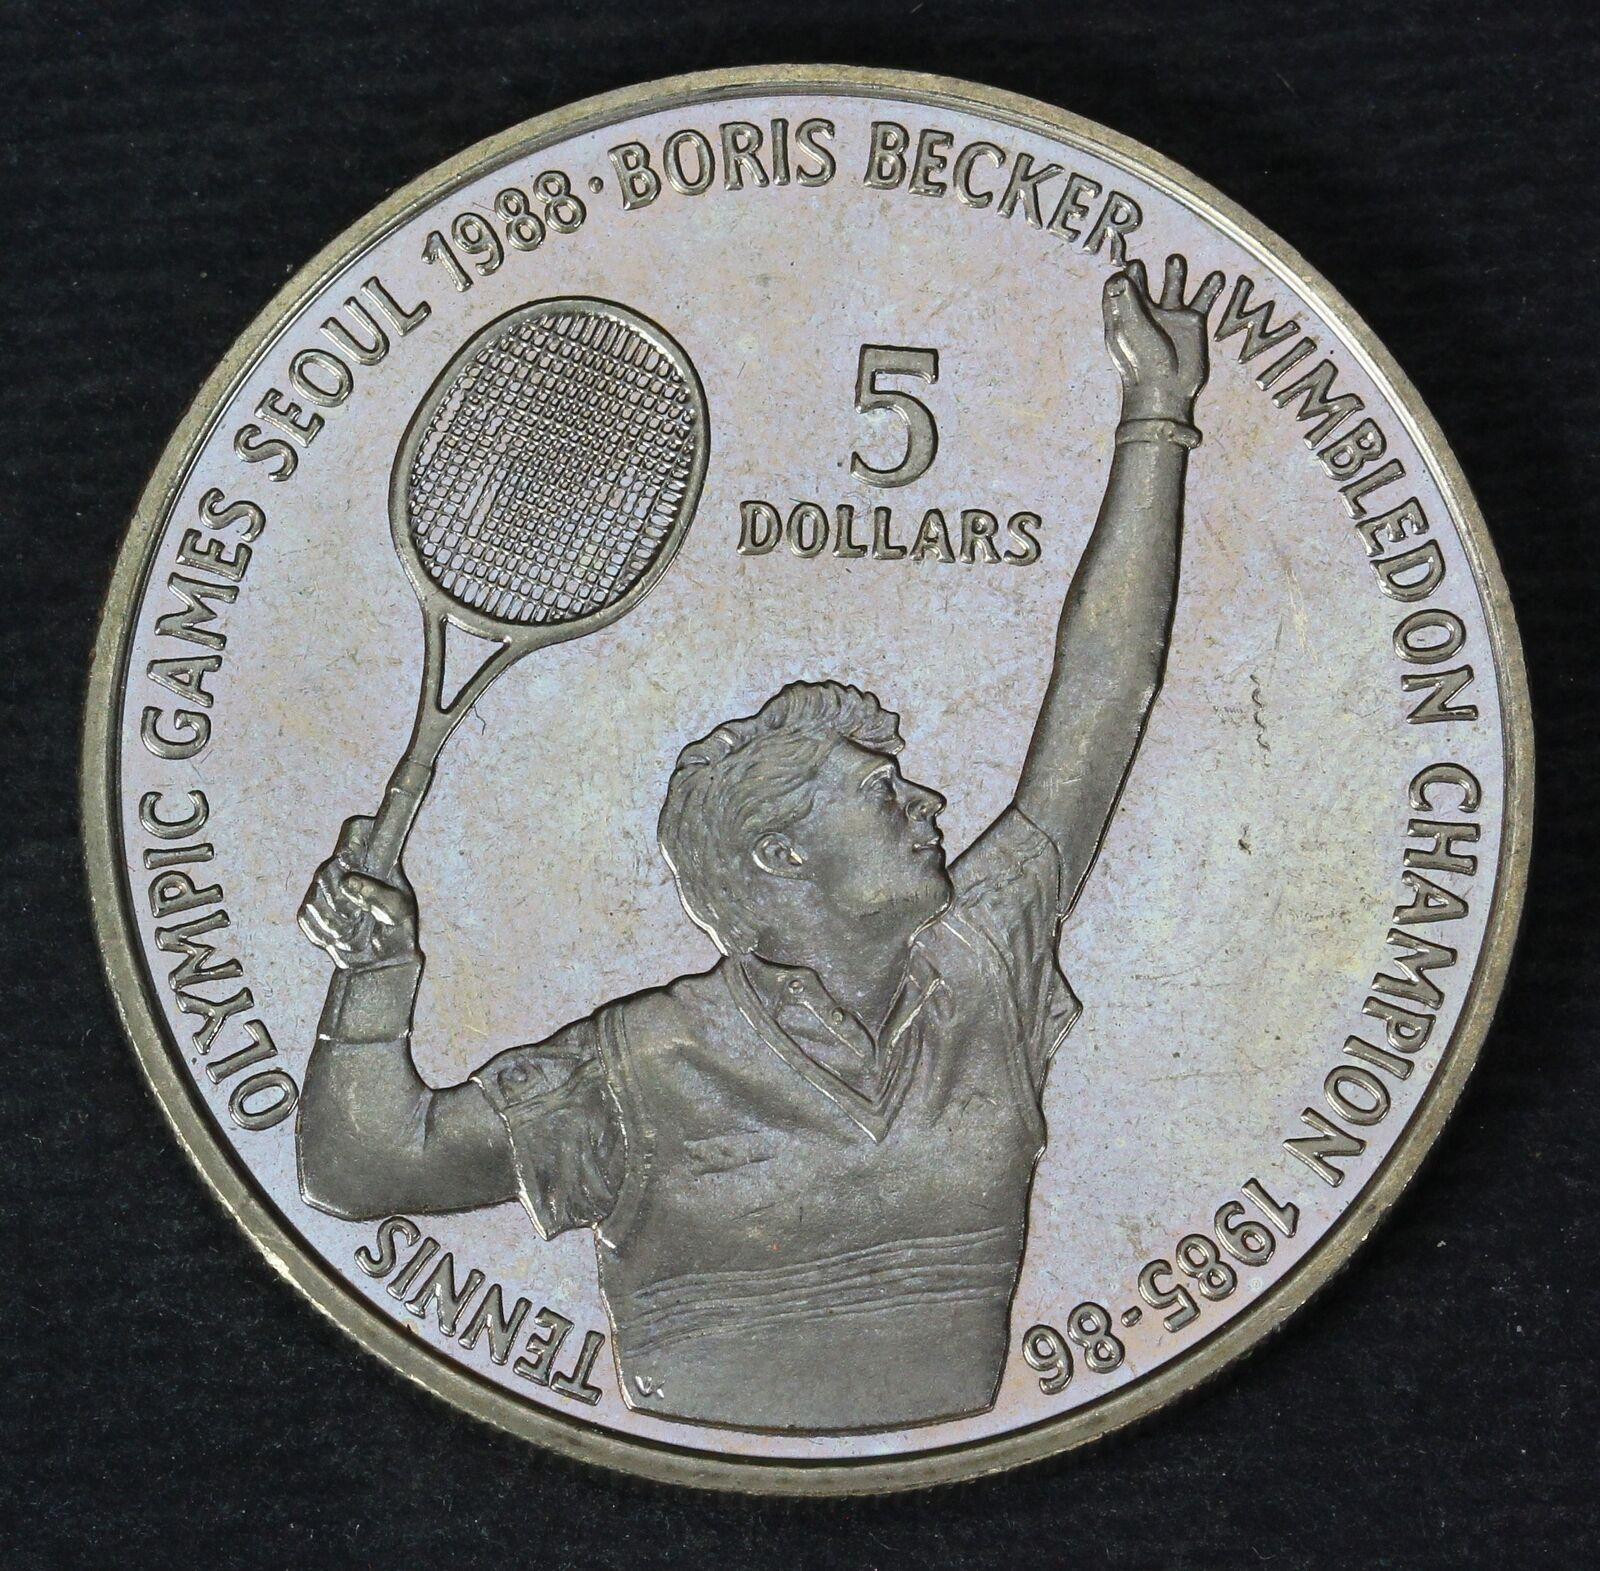 TENNIS OLYMPIC GAMES SEOUL 1988 · BORIS BECKER · WIMBLEDON CHAMPION 1985-86
5
DOLLARS